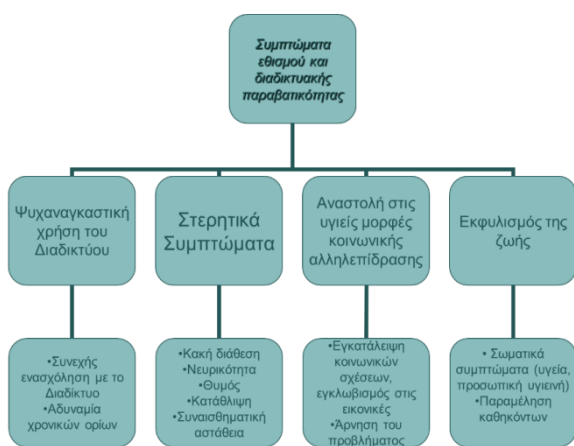 Συμπτώματα
εθισμού και
διαδικτυακής
παραβατικότητας
Ψυχαναγκαστική
χρήση του
Διαδικτύου
Στερητικά
Συμπτώματα
Αναστολή στις
υγιείς μορφές
κοινωνικής
αλληλεπίδρασης
Εκφυλισμός της
ζωής
•Συνεχής
ενασχόληση με το
Διαδίκτυο
•Αδυναμία
χρονικών ορίων
•Κακή διάθεση
•Νευρικότητα
•Θυμός
•Κατάθλιψη
•Συναισθηματική
αστάθεια
•Εγκατάλειψη
κοινωνικών
σχέσεων,
εγκλωβισμός στις
εικονικές
•Άρνηση του
προβλήματος
• Σωματικά
συμπτώματα (υγεία,
προσωπική υγιεινή)
•Παραμέληση
καθηκόντων